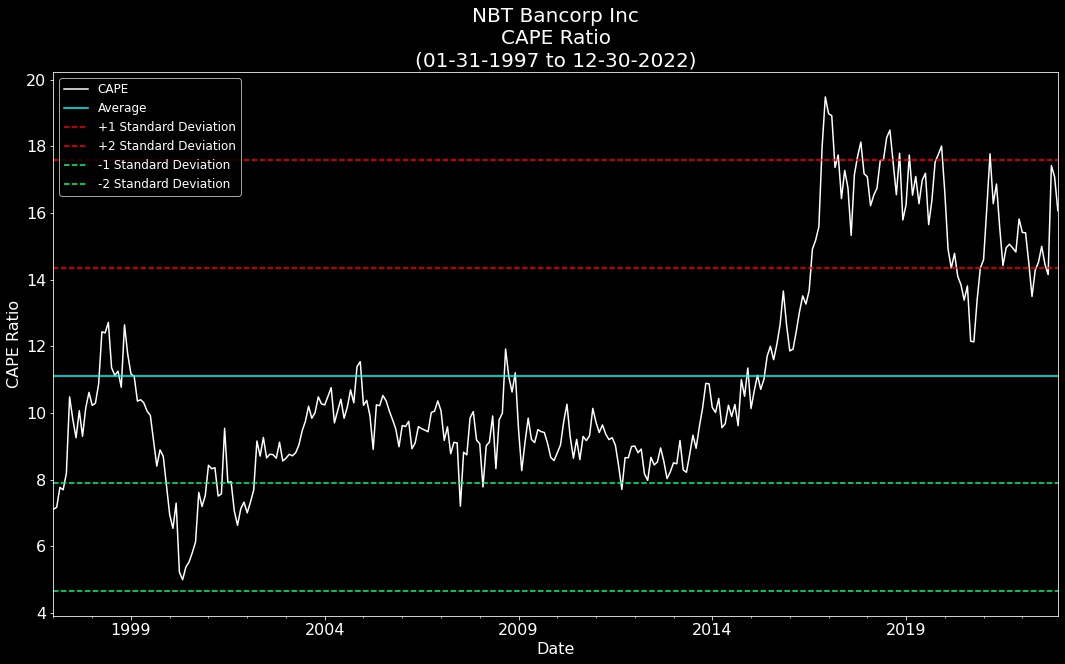 NBT Bancorp Inc
CAPE Ratio
(01-31-1997 to 12-30-2022)
CAPE
Average
+1 Standard Deviation
+2 Standard Deviation
-1 Standard Deviation
-2 Standard Deviation
CAPE Ratio
20
18
16
14
12
10
8
6
4
1999 2004 2009 2014 2019
Date